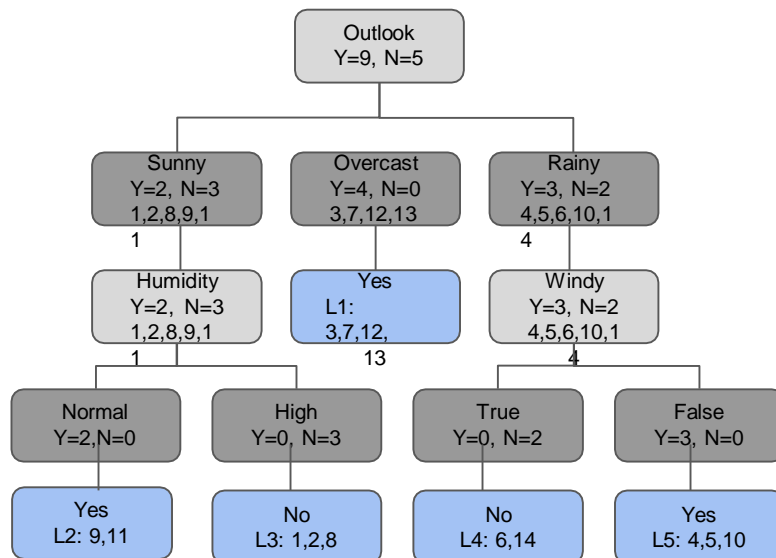 Outlook
Y=9, N=5
Sunny
Y=2, N=3
1,2,8,9,1
1
Overcast
Y=4, N=0
3,7,12,13
Rainy
Y=3, N=2
4,5,6,10,1
4
Humidity
Y=2, N=3
1,2,8,9,1
1
Yes
L1:
3,7,12,
13
Windy
Y=3, N=2
4,5,6,10,1
4
Normal
Y=2,N=0
High
Y=0, N=3
True
Y=0, N=2
False
Y=3, N=0
Yes
L2: 9,11
No
L3: 1,2,8
No
L4: 6,14
Yes
L5: 4,5,10